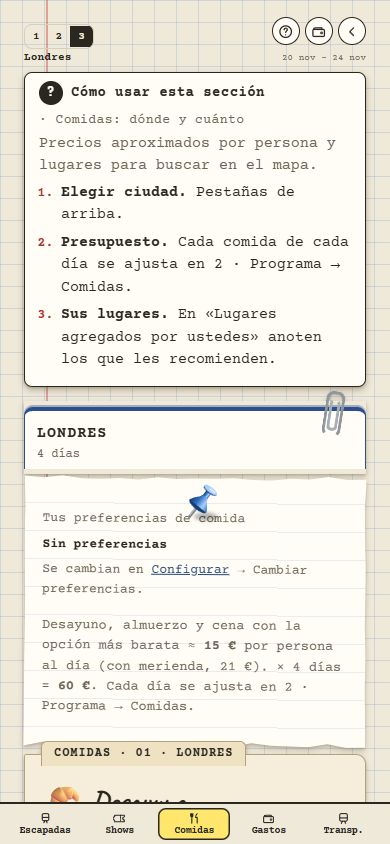 1 2 3
Londres
20 nov – 24 nov
? Cómo usar esta sección
· Comidas: dónde y cuánto
Precios aproximados por persona y
lugares para buscar en el mapa.
1. Elegir ciudad. Pestañas de
arriba.
2. Presupuesto. Cada comida de cada
día se ajusta en 2 · Programa →
Comidas.
3. Sus lugares. En «Lugares
agregados por ustedes» anoten
los que les recomienden.
LONDRES
4 días
Tus preferencias de comida
Sin preferencias
Se cambian en Configurar → Cambiar
preferencias.
Desayuno, almuerzo y cena con la
opción más barata ≈ 15 € por persona
al día (con merienda, 21 €). × 4 días
= 60 €. Cada día se ajusta en 2 ·
Programa → Comidas.
COMIDAS · 01 · LONDRES
Escapadas
Shows
Comidas
Gastos
Transp.